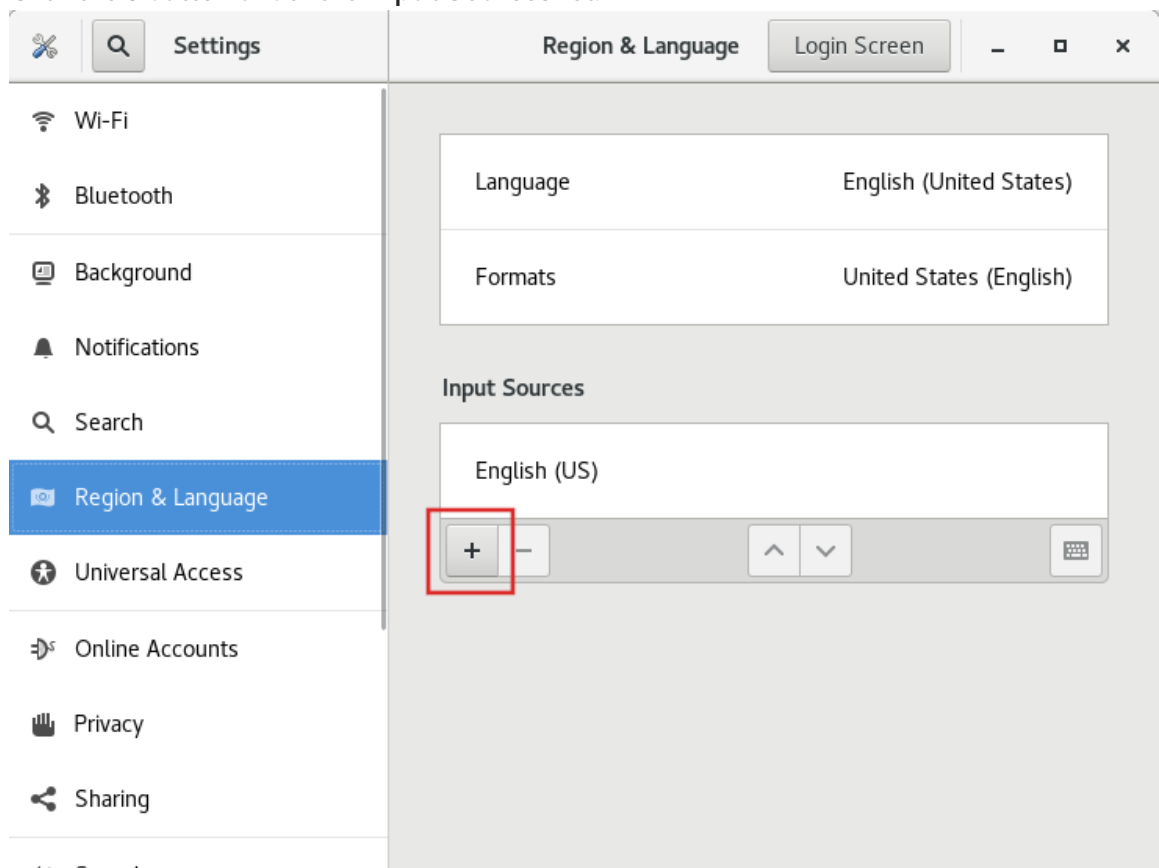 Settings
Region & Language
Login Screen
Wi-Fi
Bluetooth
Background
Notifications
Search
Region & Language
Universal Access
Online Accounts
Privacy
Sharing
Language English (United States)
Formats United States (English)
Input Sources
English (US)